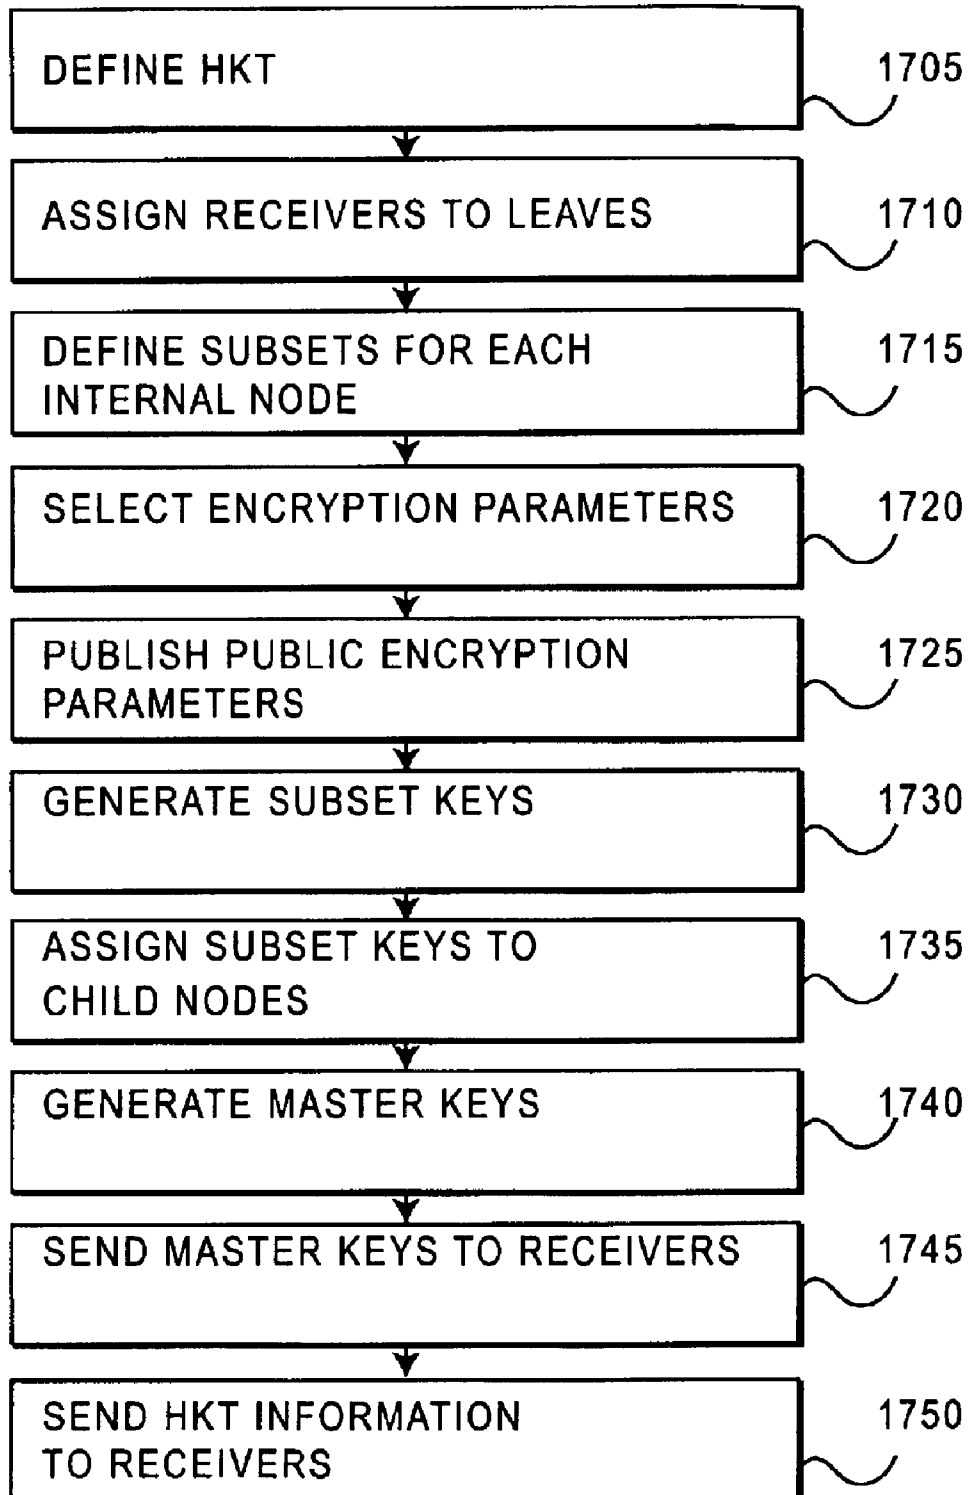 DEFINE HKT
1705
ASSIGN RECEIVERS TO LEAVES
1710
DEFINE SUBSETS FOR EACH
INTERNAL NODE
1715
SELECT ENCRYPTION PARAMETERS
1720
PUBLISH PUBLIC ENCRYPTION
PARAMETERS
1725
GENERATE SUBSET KEYS
1730
ASSIGN SUBSET KEYS TO
CHILD NODES
1735
GENERATE MASTER KEYS
1740
SEND MASTER KEYS TO RECEIVERS
1745
SEND HKT INFORMATION
TO RECEIVERS
1750